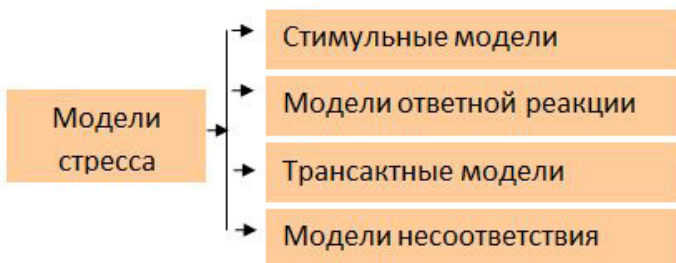 Модели
стресса
Стимульные модели
Модели ответной реакции
Трансактные модели
Модели несоответствия